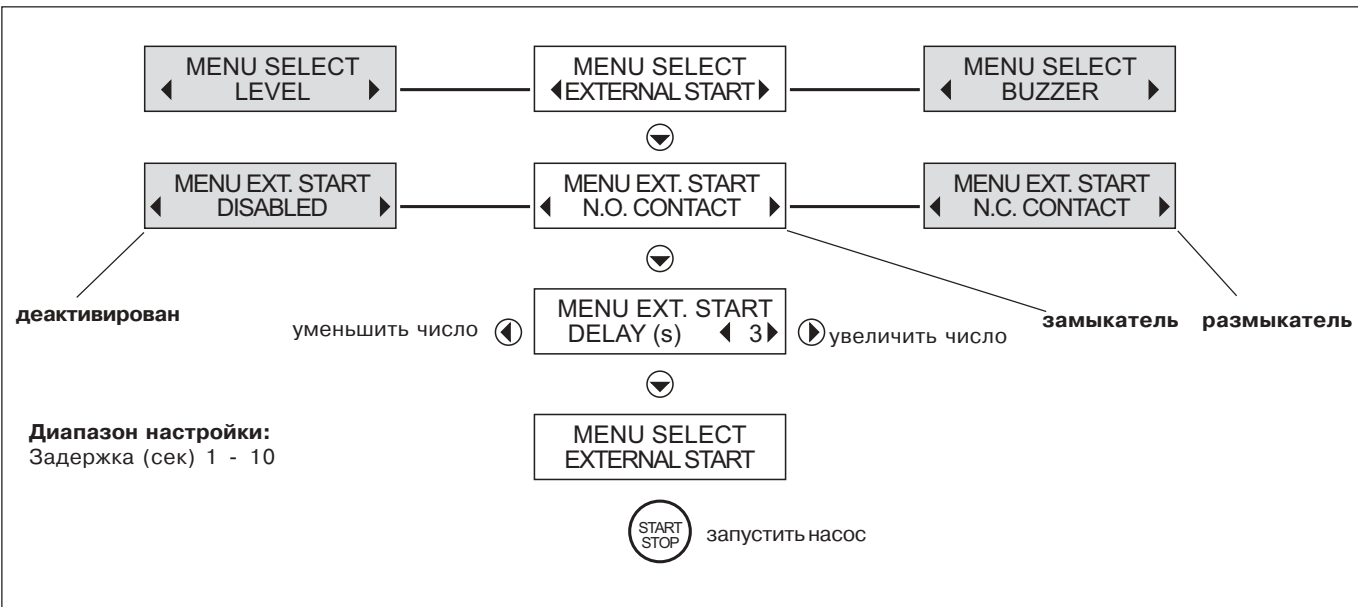 MENU SELECT
LEVEL
MENU SELECT
EXTERNAL START
MENU SELECT
BUZZER
MENU EXT. START
DISABLED
MENU EXT. START
N.O. CONTACT
MENU EXT. START
N.C. CONTACT
деактивирован
уменьшить число
MENU EXT. START
DELAY (s) 3
увеличить число
замыкатель
размыкатель
Диапазон настройки:
Задержка (сек) 1 - 10
MENU SELECT
EXTERNAL START
START
STOP
запустить насос